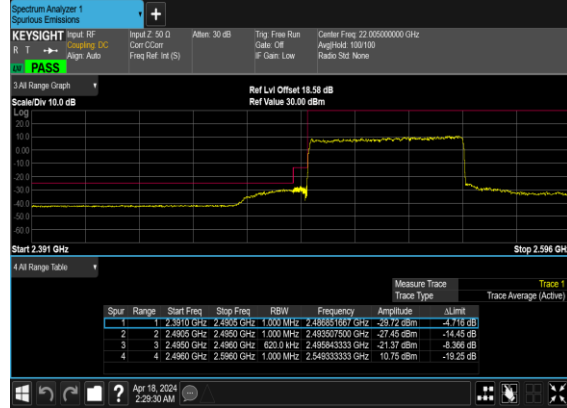 Spectrum Analyzer 1
Spurious Emissions
KEYSIGHT Input: RF Input Z: 50 Ω Atten: 30 dB Trig: Free Run Center Freq: 22.005000000 GHz
R T Coupling: DC Corr CCorr Gate: Off Avg|Hold: 100/100
Align: Auto Freq Ref: Int (S) IF Gain: Low Radio Std: None
PASS
3 All Range Graph
Ref Lvl Offset 18.58 dB
Scale/Div 10.0 dB Ref Value 30.00 dBm
Log
20.0
10.0
0.00
-10.0
-20.0
-30.0
-40.0
-50.0
-60.0
Start 2.391 GHz Stop 2.596 GHz
4 All Range Table
Measure Trace Trace 1
Trace Type Trace Average (Active)
Spur Range Start Freq Stop Freq RBW Frequency Amplitude ΔLimit
1 1 2.3910 GHz 2.4905 GHz 1.000 MHz 2.486851667 GHz -29.72 dBm -4.716 dB
2 2 2.4905 GHz 2.4950 GHz 1.000 MHz 2.493507500 GHz -27.45 dBm -14.45 dB
3 3 2.4950 GHz 2.4960 GHz 620.0 kHz 2.495843333 GHz -21.37 dBm -8.366 dB
4 4 2.4960 GHz 2.5960 GHz 1.000 MHz 2.549333333 GHz 10.75 dBm -19.25 dB
? Apr 18, 2024
2:29:30 AM